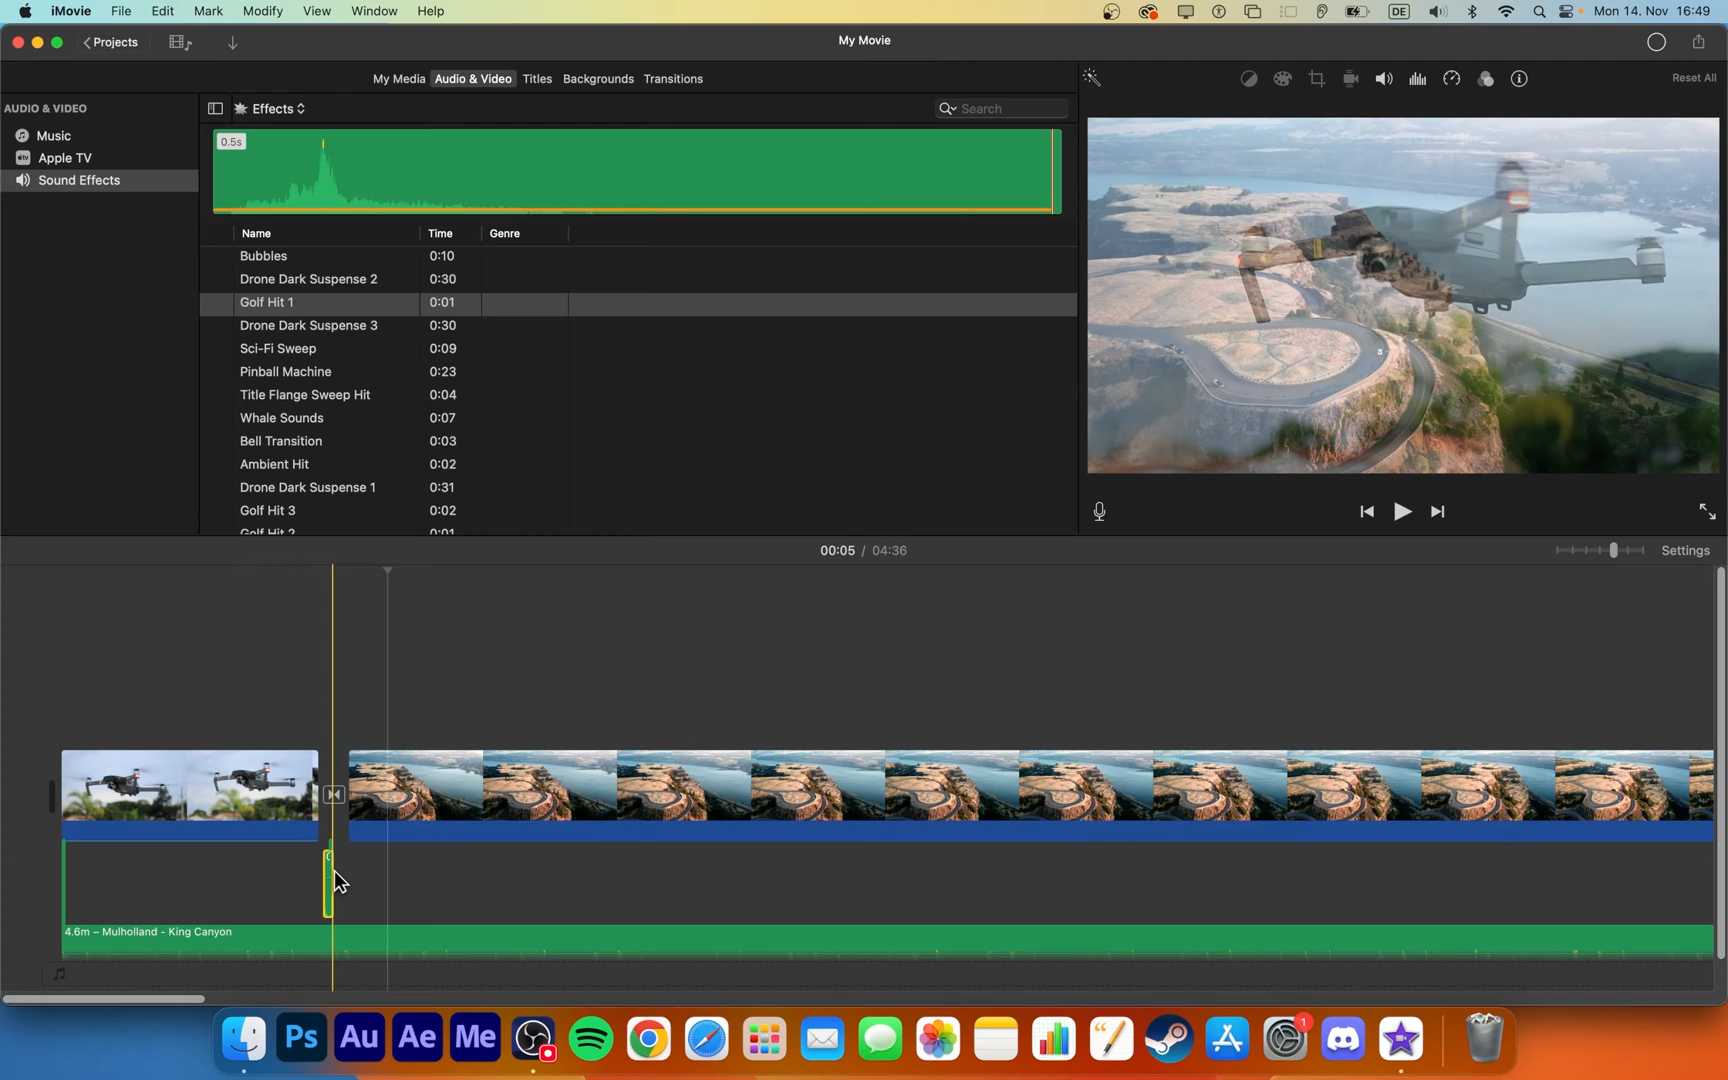 iMovie File Edit Mark Modify View Window Help DE Mon 14. Nov 16:49
Projects My Movie
My Media Audio & Video Titles Backgrounds Transitions Reset All
AUDIO & VIDEO
Music
Apple TV
Sound Effects
Effects Search
0.5s
Name Time Genre
Bubbles 0:10
Drone Dark Suspense 2 0:30
Golf Hit 1 0:01
Drone Dark Suspense 3 0:30
Sci-Fi Sweep 0:09
Pinball Machine 0:23
Title Flange Sweep Hit 0:04
Whale Sounds 0:07
Bell Transition 0:03
Ambient Hit 0:02
Drone Dark Suspense 1 0:31
Golf Hit 3 0:02
Golf Hit 2 0:01
00:05 / 04:36 Settings
4.6m – Mulholland - King Canyon
Ps Au Ae Me 1